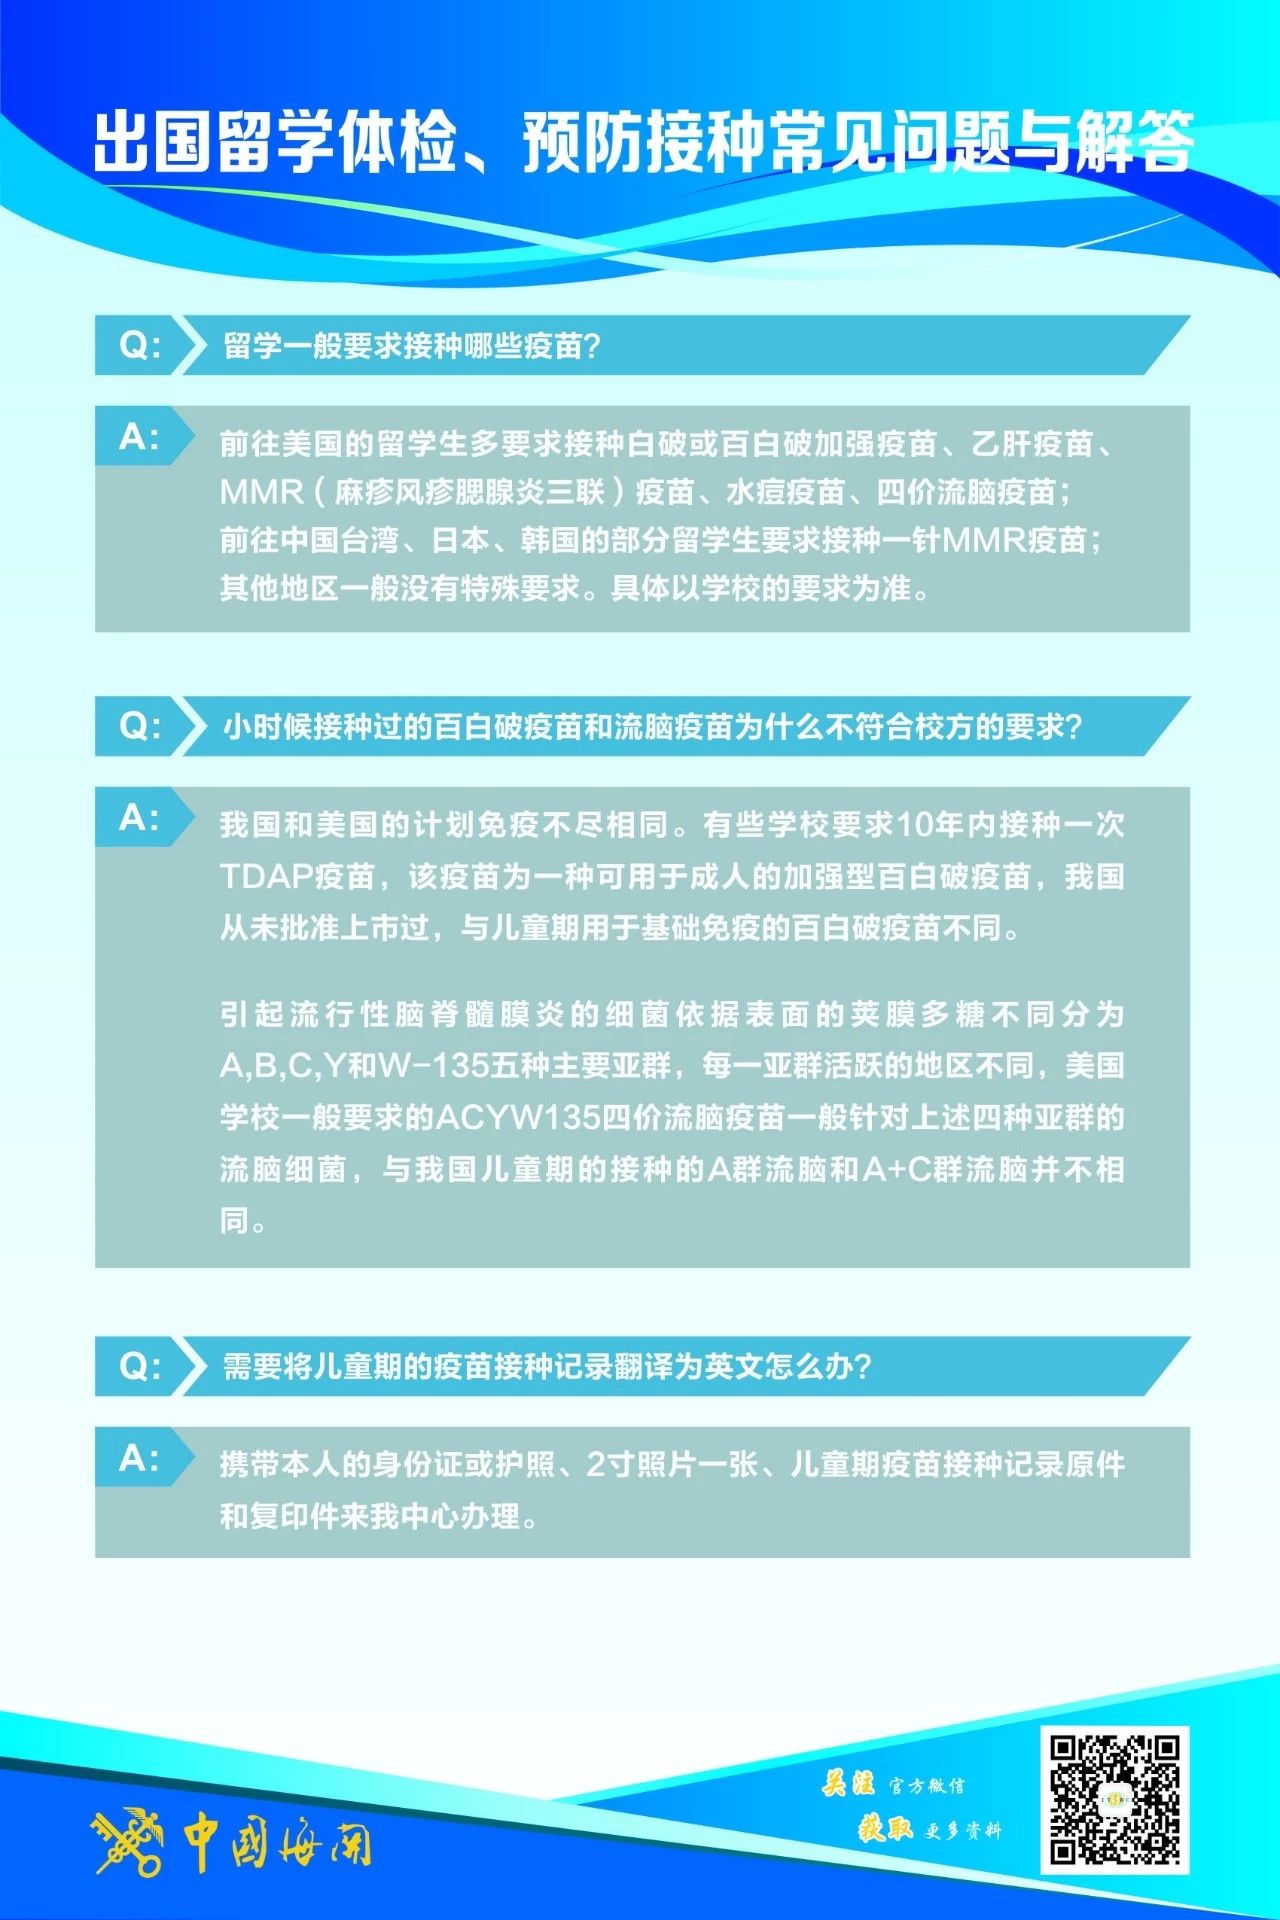 出国留学体检、预防接种常见问题与解答
Q: 留学一般要求接种哪些疫苗？
A: 前往美国的留学生多要求接种白破或百白破加强疫苗、乙肝疫苗、
MMR（麻疹风疹腮腺炎三联）疫苗、水痘疫苗、四价流脑疫苗；
前往中国台湾、日本、韩国的部分留学生要求接种一针MMR疫苗；
其他地区一般没有特殊要求。具体以学校的要求为准。
Q: 小时候接种过的百白破疫苗和流脑疫苗为什么不符合校方的要求？
A: 我国和美国的计划免疫不尽相同。有些学校要求10年内接种一次
TDAP疫苗，该疫苗为一种可用于成人的加强型百白破疫苗，我国
从未批准上市过，与儿童期用于基础免疫的百白破疫苗不同。
引起流行性脑脊髓膜炎的细菌依据表面的荚膜多糖不同分为
A,B,C,Y和W-135五种主要亚群，每一亚群活跃的地区不同，美国
学校一般要求的ACYW135四价流脑疫苗一般针对上述四种亚群的
流脑细菌，与我国儿童期的接种的A群流脑和A+C群流脑并不相
同。
Q: 需要将儿童期的疫苗接种记录翻译为英文怎么办？
A: 携带本人的身份证或护照、2寸照片一张、儿童期疫苗接种记录原件
和复印件来我中心办理。
关注 官方微信
获取 更多资料
中國海関